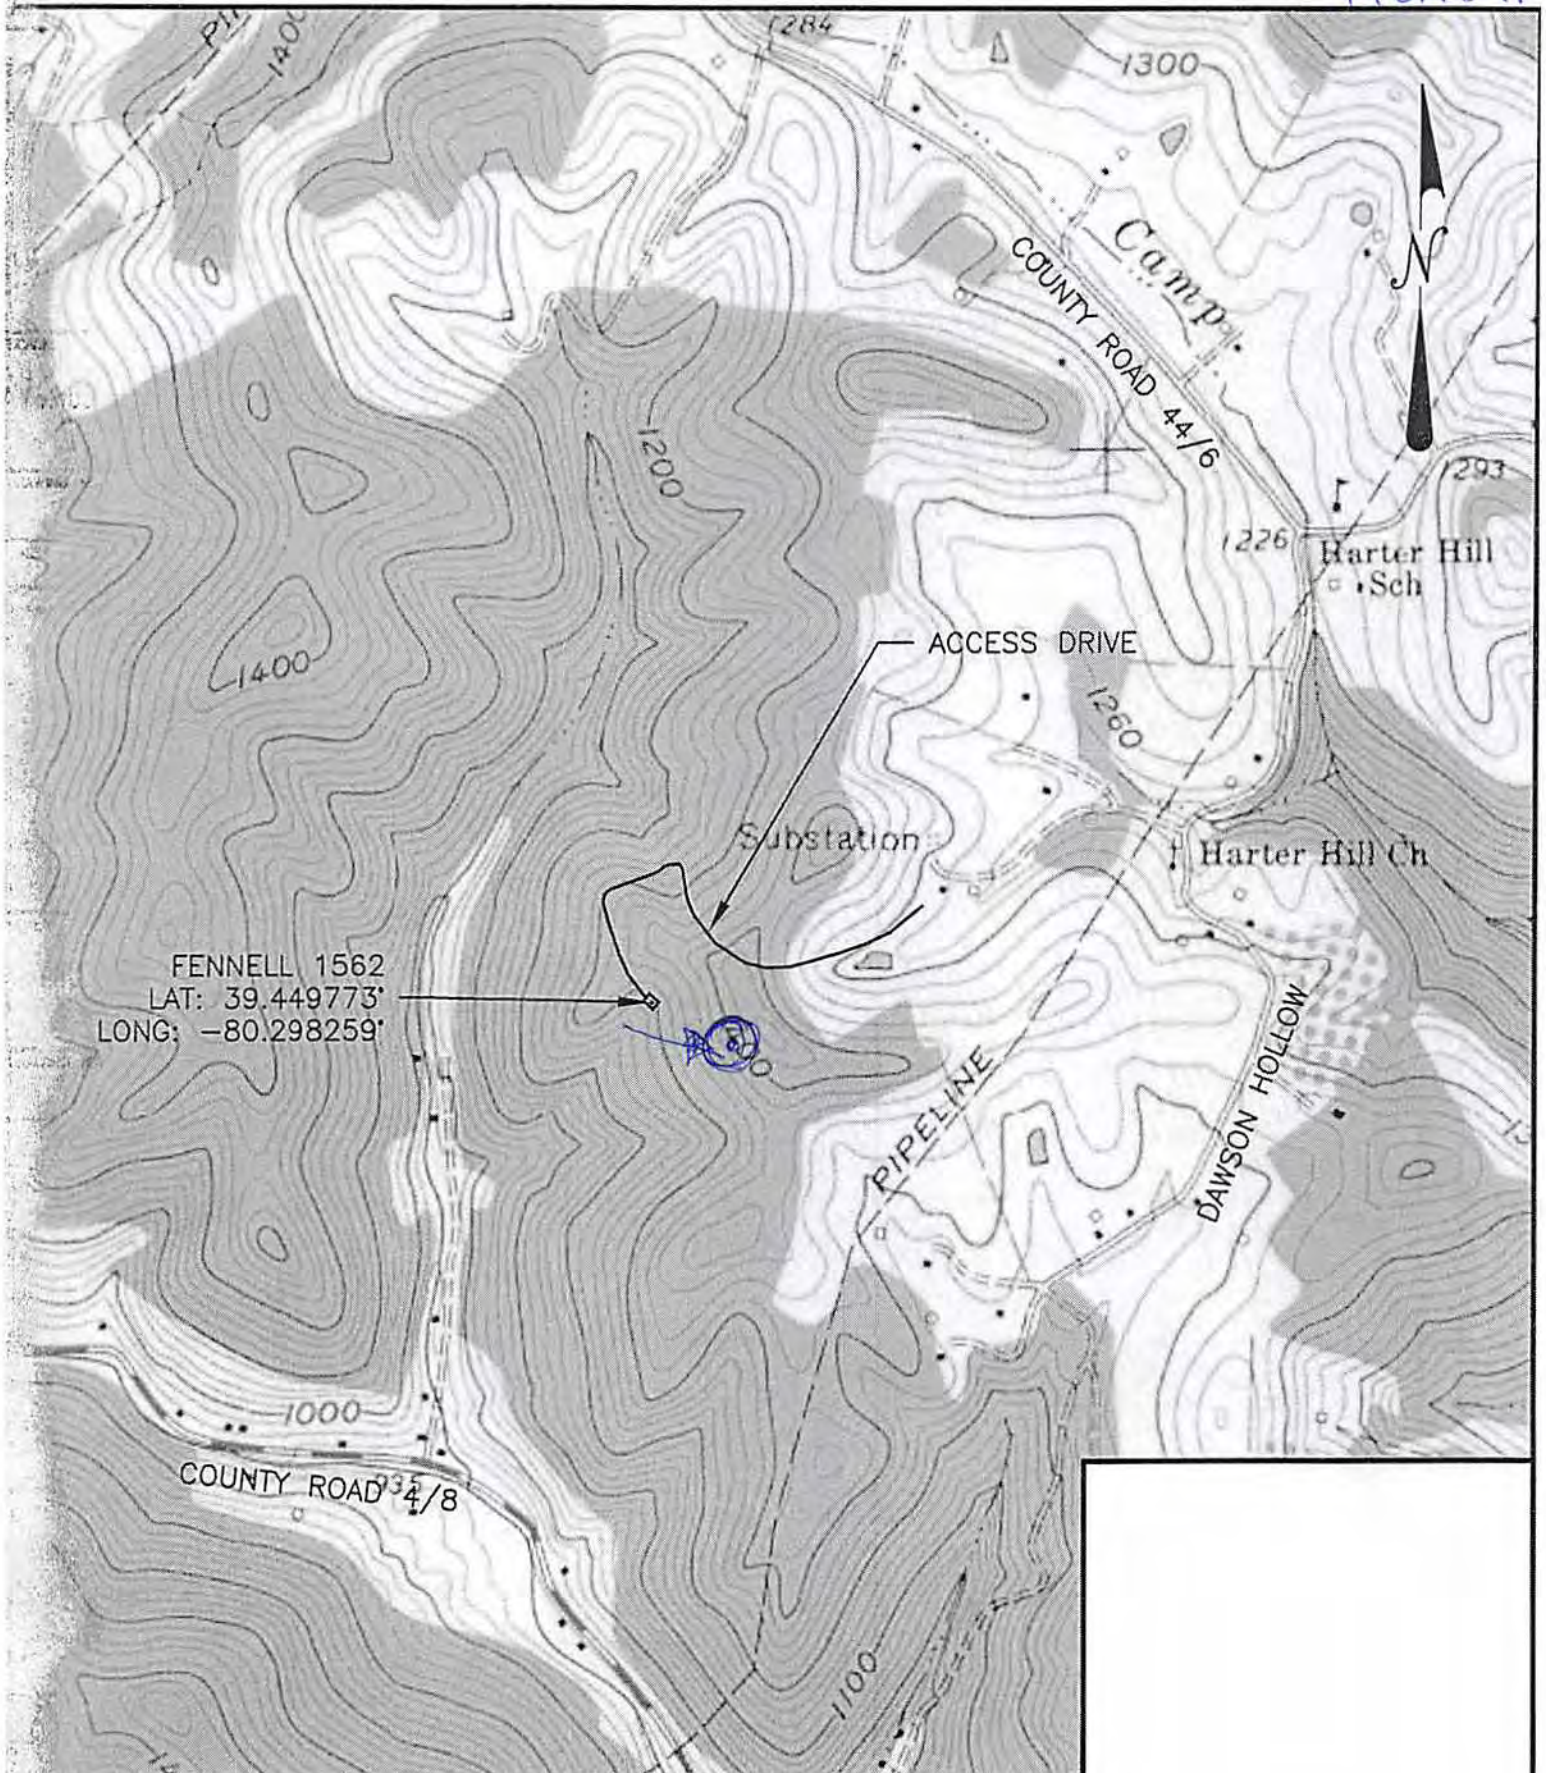 1284
1400
1300
N
Camp
COUNTY ROAD 44/6
1200
1293
1226
Harter Hill
Sch
1400
ACCESS DRIVE
1260
Substation
Harter Hill Ch
FENNELL 1562
LAT: 39.449773°
LONG: -80.298259°
PIPELINE
DAWSON HOLLOW
1000
935
COUNTY ROAD 4/8
1100